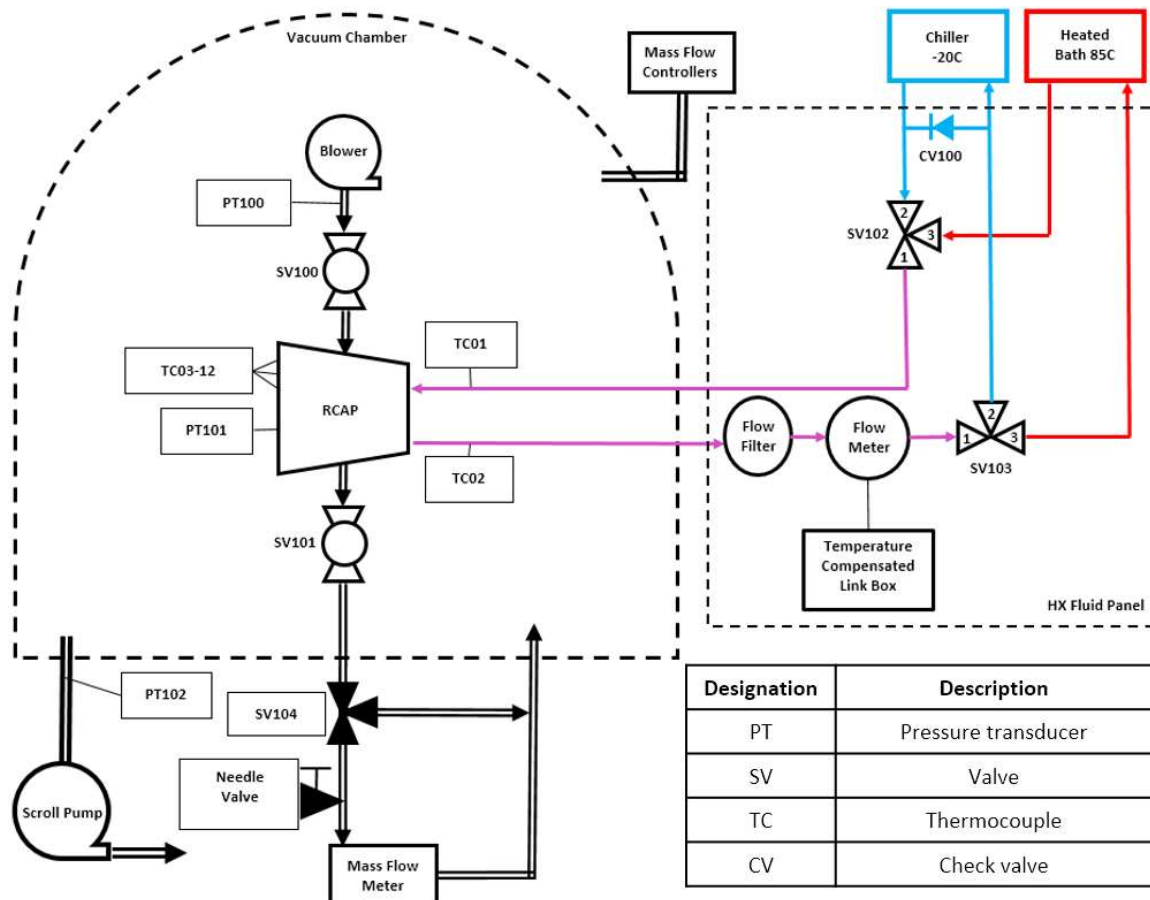 Vacuum Chamber
Mass Flow
Controllers
Chiller
-20C
Heated
Bath 85C
Blower
PT100
CV100
SV100
SV102
2
3
1
TC01
TC03-12
RCAP
PT101
TC02
Flow
Filter
Flow
Meter
2
1
3
SV103
SV101
Temperature
Compensated
Link Box
HX Fluid Panel
PT102
SV104
Needle
Valve
Scroll Pump
Mass Flow
Meter
Designation Description
PT Pressure transducer
SV Valve
TC Thermocouple
CV Check valve